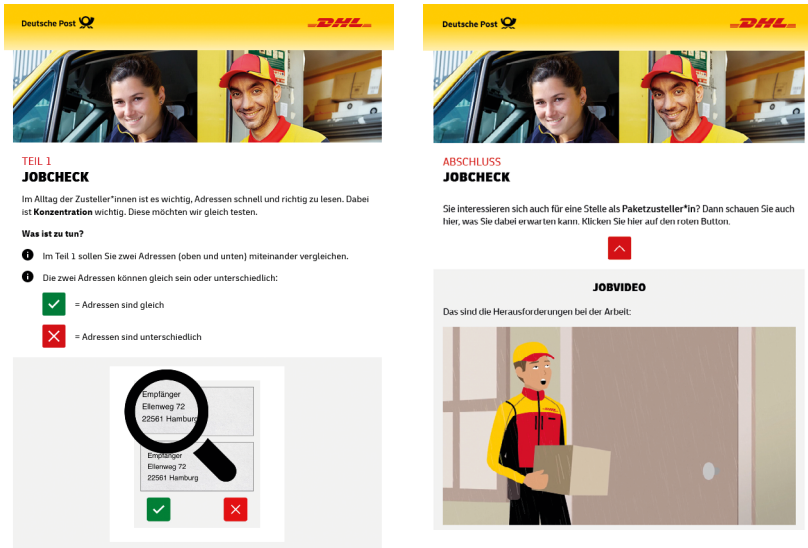 Deutsche Post
DHL
TEIL 1
JOBCHECK
Im Alltag der Zusteller*innen ist es wichtig, Adressen schnell und richtig zu lesen. Dabei
ist Konzentration wichtig. Diese möchten wir gleich testen.
Was ist zu tun?
Im Teil 1 sollen Sie zwei Adressen (oben und unten) miteinander vergleichen.
Die zwei Adressen können gleich sein oder unterschiedlich:
= Adressen sind gleich
= Adressen sind unterschiedlich
Empfänger
Ellenweg 72
22561 Hamburg
Empfänger
Ellenweg 72
22561 Hamburg
Deutsche Post
DHL
ABSCHLUSS
JOBCHECK
Sie interessieren sich auch für eine Stelle als Paketzusteller*in? Dann schauen Sie auch
hier, was Sie dabei erwarten kann. Klicken Sie hier auf den roten Button.
JOBVIDEO
Das sind die Herausforderungen bei der Arbeit:
DHL